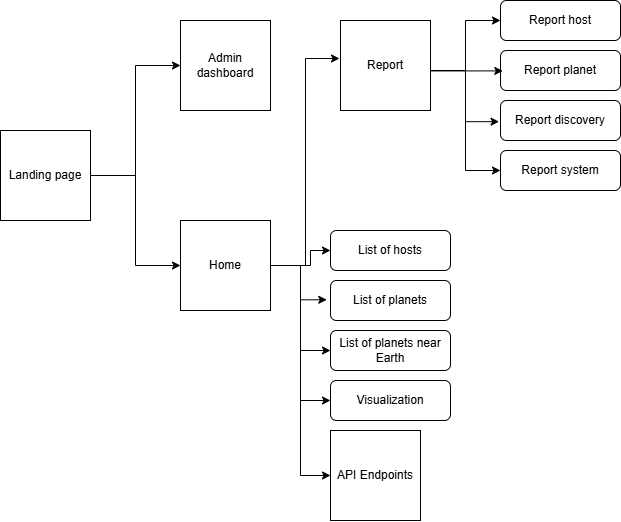 Landing page
Admin
dashboard
Home
Report
Report host
Report planet
Report discovery
Report system
List of hosts
List of planets
List of planets near
Earth
Visualization
API Endpoints